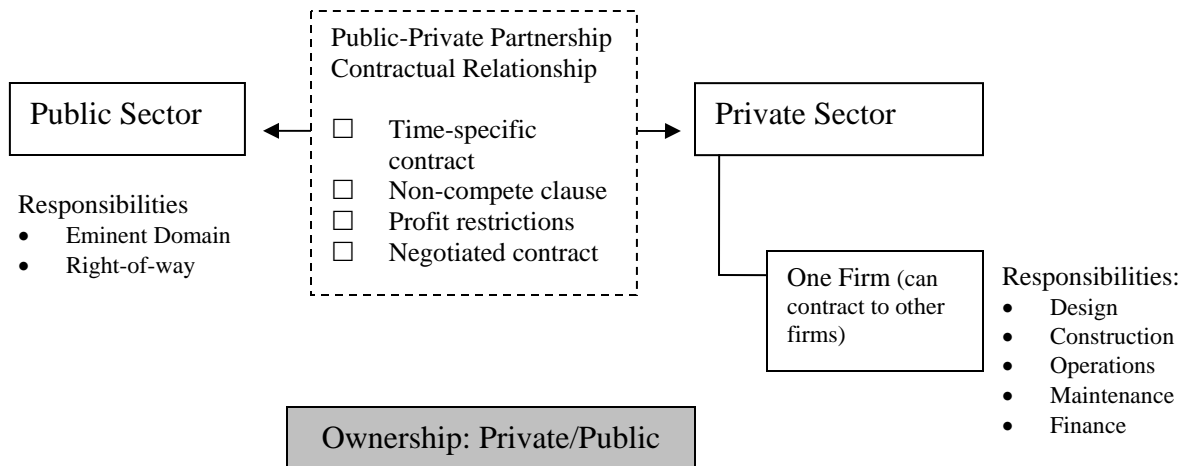 Public Sector
Responsibilities
• Eminent Domain
• Right-of-way
Public-Private Partnership
Contractual Relationship
☐ Time-specific
contract
☐ Non-compete clause
☐ Profit restrictions
☐ Negotiated contract
Private Sector
One Firm (can
contract to other
firms)
Responsibilities:
• Design
• Construction
• Operations
• Maintenance
• Finance
Ownership: Private/Public